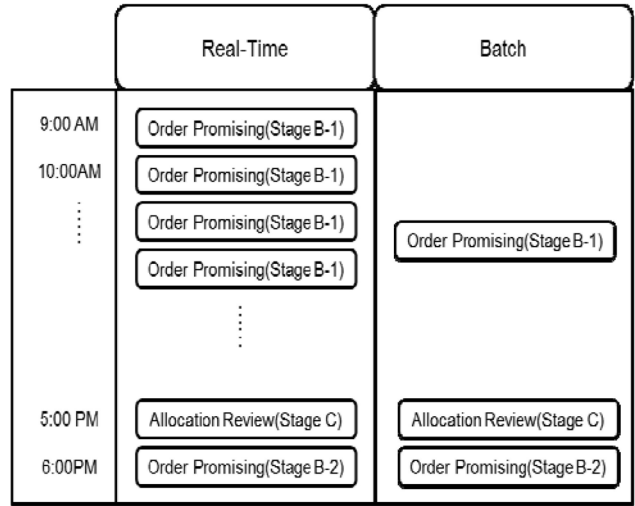 Real-Time Batch
9:00 AM Order Promising(Stage B-1)
10:00AM Order Promising(Stage B-1)
Order Promising(Stage B-1)
Order Promising(Stage B-1)
Order Promising(Stage B-1)
5:00 PM Allocation Review(Stage C) Allocation Review(Stage C)
6:00PM Order Promising(Stage B-2) Order Promising(Stage B-2)